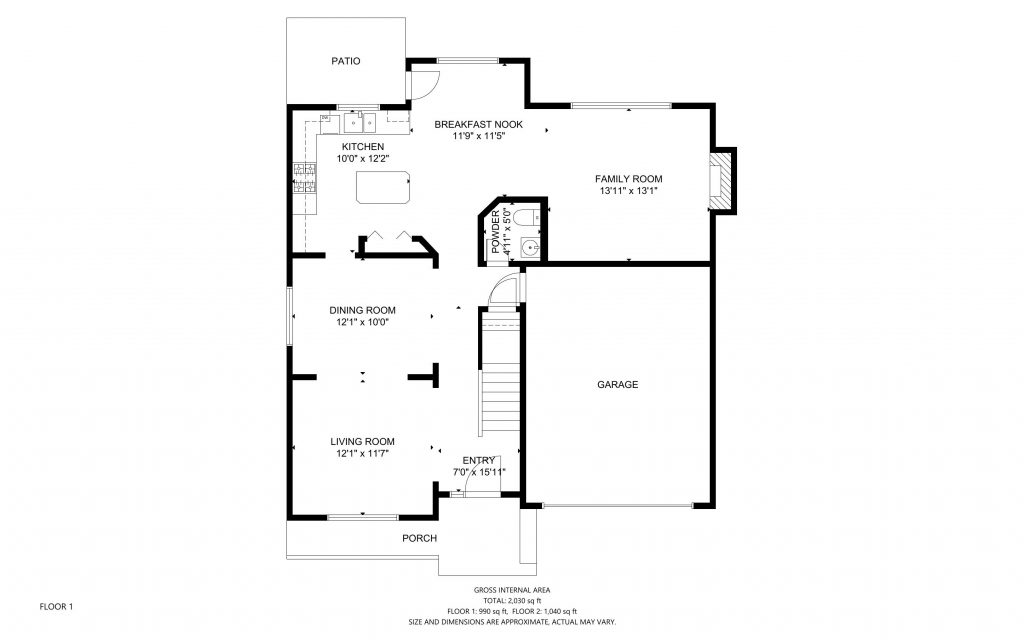 PATIO
BREAKFAST NOOK
11'9" x 11'5"
KITCHEN
10'0" x 12'2"
DW
FAMILY ROOM
13'11" x 13'1"
POWDER
4'11" x 5'0"
DINING ROOM
12'1" x 10'0"
GARAGE
LIVING ROOM
12'1" x 11'7"
ENTRY
7'0" x 15'11"
PORCH
GROSS INTERNAL AREA
TOTAL: 2,030 sq ft
FLOOR 1: 990 sq ft, FLOOR 2: 1,040 sq ft
SIZE AND DIMENSIONS ARE APPROXIMATE, ACTUAL MAY VARY.
FLOOR 1